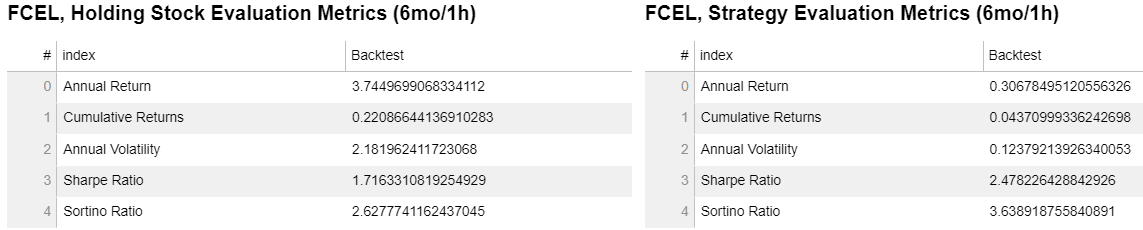 FCEL, Holding Stock Evaluation Metrics (6mo/1h)
# index Backtest
0 Annual Return 3.7449699068334112
1 Cumulative Returns 0.22086644136910283
2 Annual Volatility 2.181962411723068
3 Sharpe Ratio 1.7163310819254929
4 Sortino Ratio 2.6277741162437045
FCEL, Strategy Evaluation Metrics (6mo/1h)
# index Backtest
0 Annual Return 0.30678495120556326
1 Cumulative Returns 0.04370999336242698
2 Annual Volatility 0.12379213926340053
3 Sharpe Ratio 2.478226428842926
4 Sortino Ratio 3.638918755840891